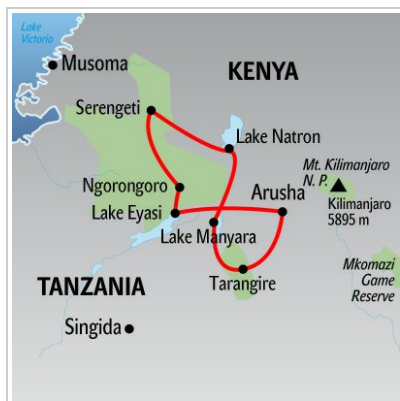 Lake
Victoria
Musoma
KENYA
Serengeti
Lake Natron
Mt. Kilimanjaro
N. P.
Ngorongoro
Arusha
Kilimanjaro
5895 m
Lake Eyasi
Lake Manyara
Mkomazi
Game
Reserve
TANZANIA
Tarangire
Singida